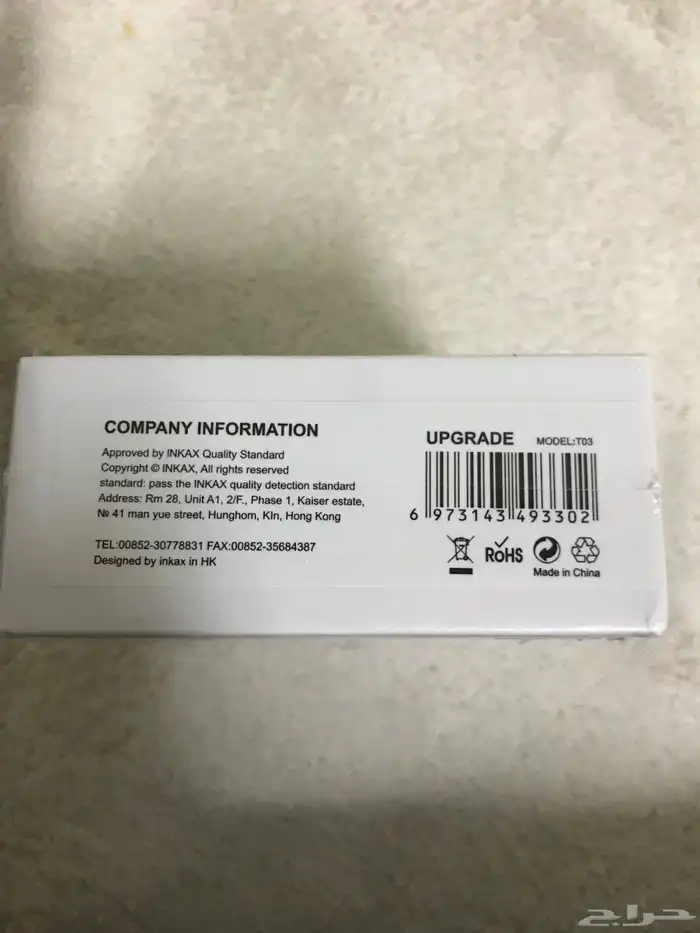 COMPANY INFORMATION
Approved by INKAX Quality Standard
Copyright © INKAX, All rights reserved
standard: pass the INKAX quality detection standard
Address: Rm 28, Unit A1, 2/F., Phase 1, Kaiser estate,
№ 41 man yue street, Hunghom, Kln, Hong Kong
TEL:00852-30778831 FAX:00852-35684387
Designed by inkax in HK
UPGRADE MODEL:T03
6 973143 493302
RoHS
Made in China
حراج